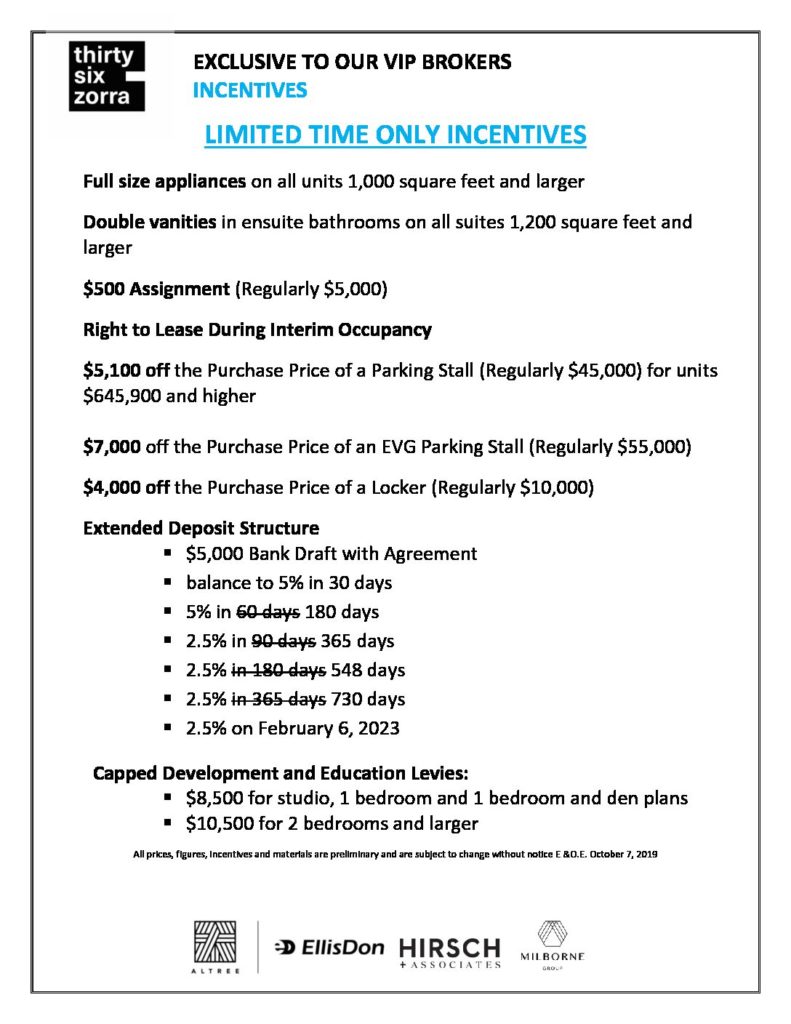 thirty
six
zorra
EXCLUSIVE TO OUR VIP BROKERS
INCENTIVES
LIMITED TIME ONLY INCENTIVES
Full size appliances on all units 1,000 square feet and larger
Double vanities in ensuite bathrooms on all suites 1,200 square feet and
larger
$500 Assignment (Regularly $5,000)
Right to Lease During Interim Occupancy
$5,100 off the Purchase Price of a Parking Stall (Regularly $45,000) for units
$645,900 and higher
$7,000 off the Purchase Price of an EVG Parking Stall (Regularly $55,000)
$4,000 off the Purchase Price of a Locker (Regularly $10,000)
Extended Deposit Structure
▪ $5,000 Bank Draft with Agreement
▪ balance to 5% in 30 days
▪ 5% in 60 days 180 days
▪ 2.5% in 90 days 365 days
▪ 2.5% in 180 days 548 days
▪ 2.5% in 365 days 730 days
▪ 2.5% on February 6, 2023
Capped Development and Education Levies:
▪ $8,500 for studio, 1 bedroom and 1 bedroom and den plans
▪ $10,500 for 2 bedrooms and larger
All prices, figures, incentives and materials are preliminary and are subject to change without notice E &O.E. October 7, 2019
ALTREE
EllisDon
HIRSCH
+ASSOCIATES
MILBORNE
GROUP